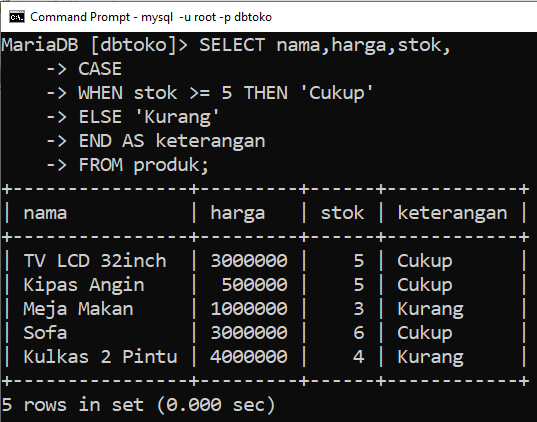 Command Prompt - mysql -u root -p dbtoko
MariaDB [dbtoko]> SELECT nama,harga,stok,
    -> CASE
    -> WHEN stok >= 5 THEN 'Cukup'
    -> ELSE 'Kurang'
    -> END AS keterangan
    -> FROM produk;
+---------------+---------+------+------------+
| nama          | harga   | stok | keterangan |
+---------------+---------+------+------------+
| TV LCD 32inch | 3000000 |    5 | Cukup      |
| Kipas Angin   |  500000 |    5 | Cukup      |
| Meja Makan    | 1000000 |    3 | Kurang     |
| Sofa          | 3000000 |    6 | Cukup      |
| Kulkas 2 Pintu | 4000000 |    4 | Kurang     |
+---------------+---------+------+------------+
5 rows in set (0.000 sec)